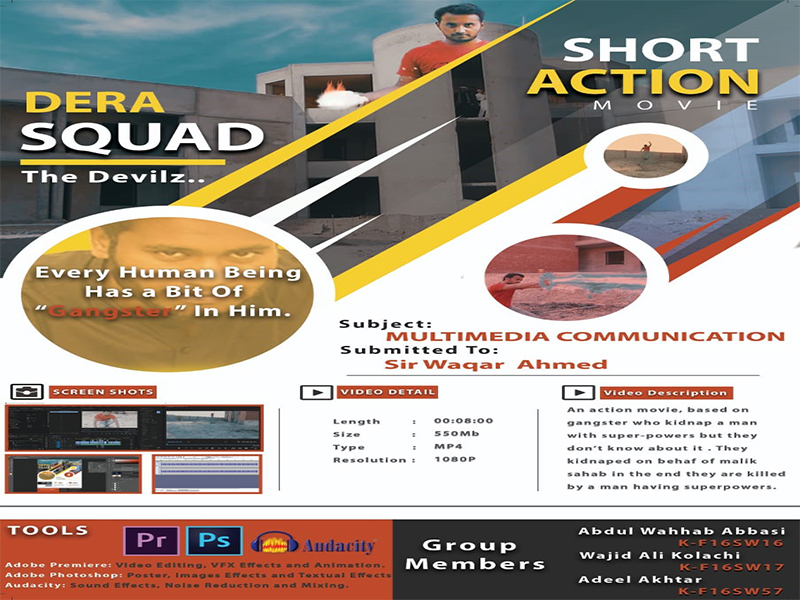 SHORT
ACTION
MOVIE
DERA
SQUAD
The Devilz..
Every Human Being
Has a Bit Of
“Gangster” In Him.
Subject:
MULTIMEDIA COMMUNICATION
Submitted To:
Sir Waqar Ahmed
SCREEN SHOTS
VIDEO DETAIL
Length : 00:08:00
Size : 550Mb
Type : MP4
Resolution : 1080P
Video Description
An action movie, based on
gangster who kidnap a man
with super-powers but they
don't know about it . They
kidnaped on behaf of malik
sahab in the end they are killed
by a man having superpowers.
TOOLS
Pr
Ps
Audacity
Adobe Premiere: Video Editing, VFX Effects and Animation.
Adobe Photoshop: Poster, Images Effects and Textual Effects
Audacity: Sound Effects, Noise Reduction and Mixing.
Group
Members
Abdul Wahhab Abbasi
K-F16SW16
Wajid Ali Kolachi
K-F16SW17
Adeel Akhtar
K-F16SW57